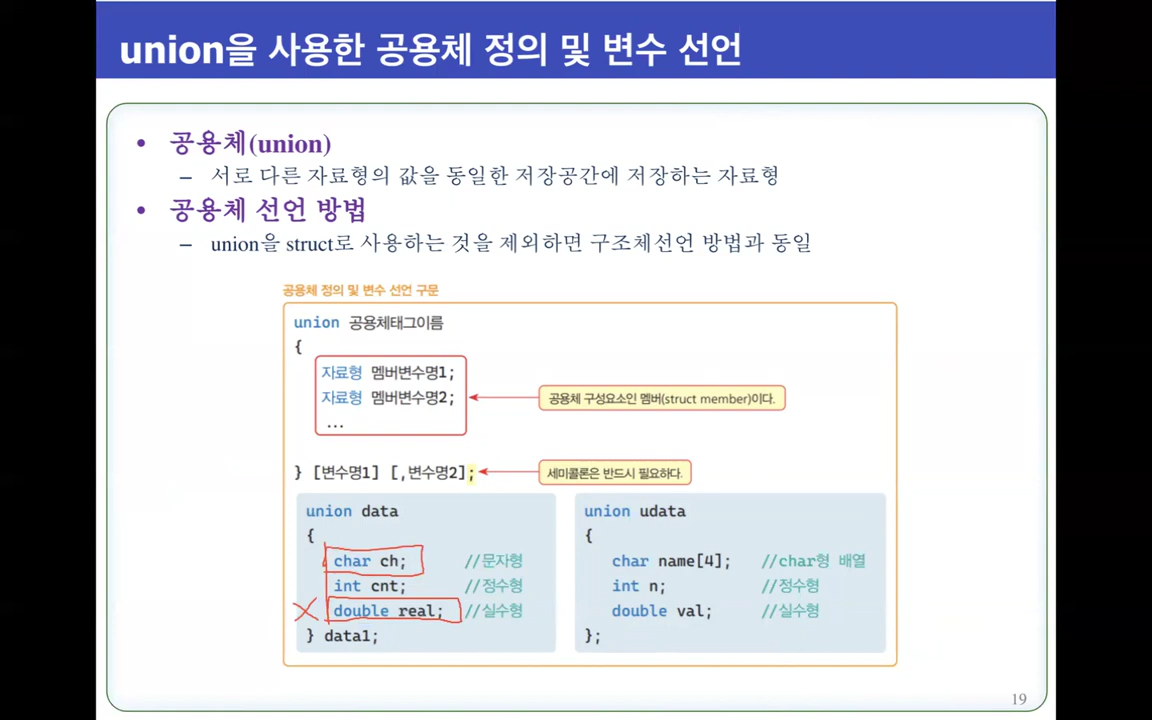 union을 사용한 공용체 정의 및 변수 선언
• 공용체(union)
– 서로 다른 자료형의 값을 동일한 저장공간에 저장하는 자료형
• 공용체 선언 방법
– union을 struct로 사용하는 것을 제외하면 구조체선언 방법과 동일
공용체 정의 및 변수 선언 구문
union 공용체태그이름
{
자료형 멤버변수명1;
자료형 멤버변수명2;
...
공용체 구성요소인 멤버(struct member)이다.
} [변수명1] [,변수명2];
세미콜론은 반드시 필요하다.
union data
{
char ch; //문자형
int cnt; //정수형
double real; //실수형
} data1;
union udata
{
char name[4]; //char형 배열
int n; //정수형
double val; //실수형
};
19